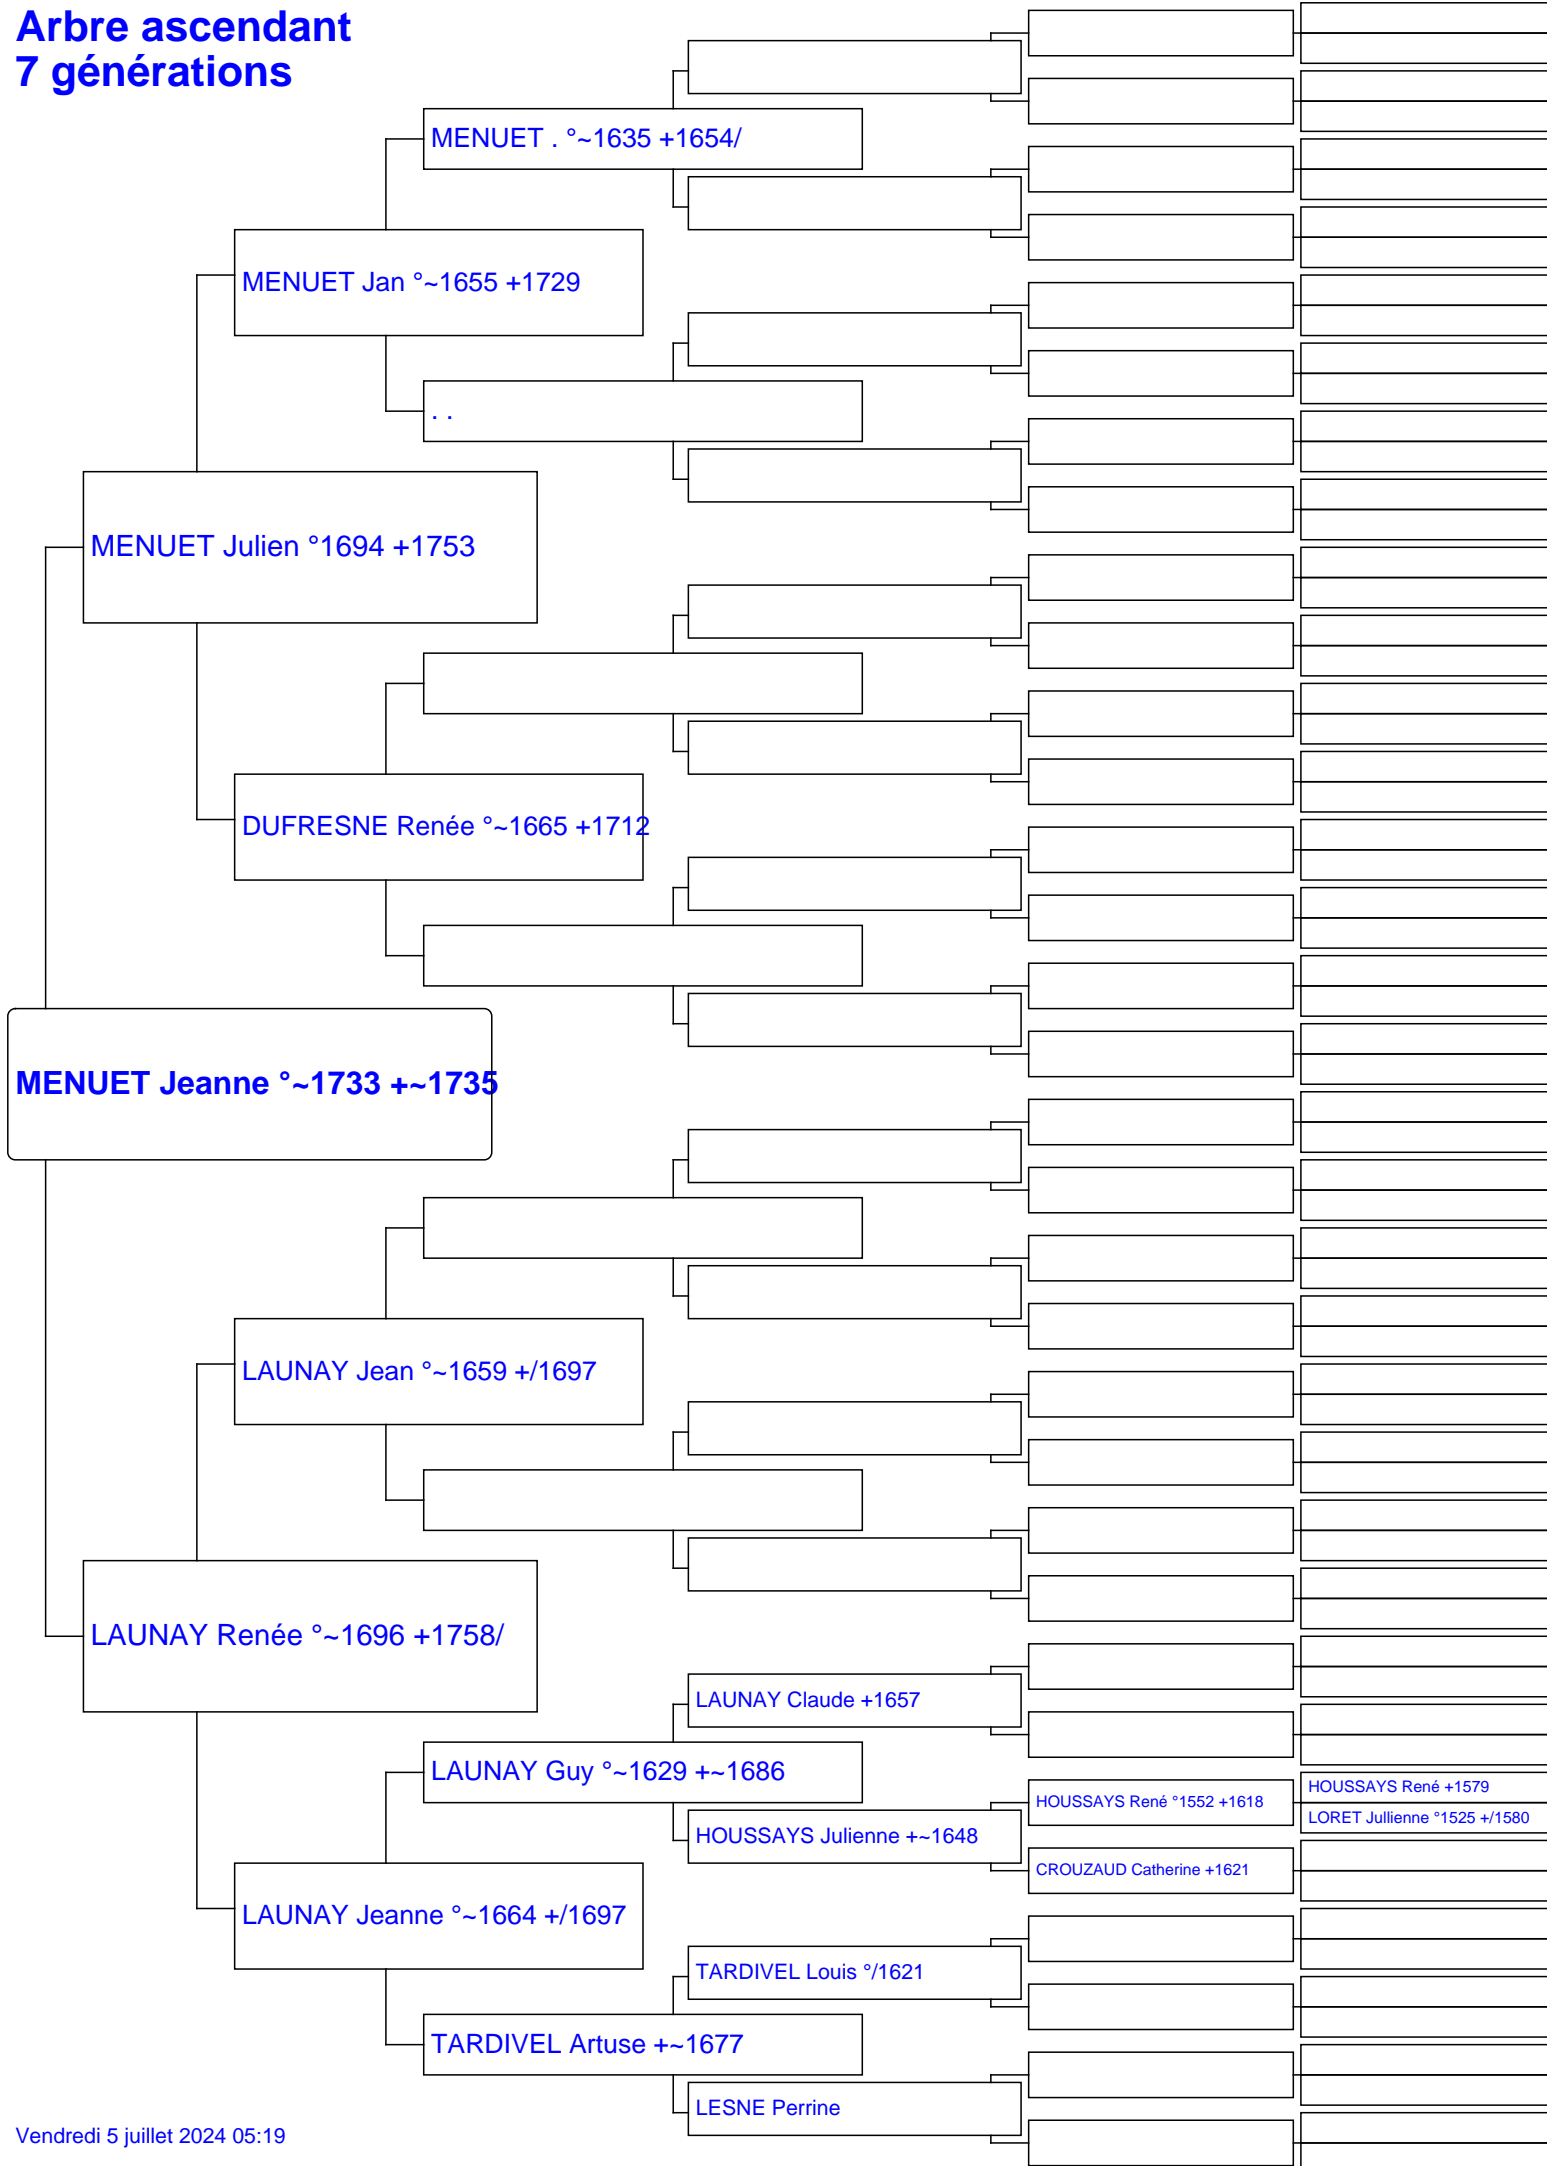 Arbre ascendant
7 générations
MENUET . °~1635 +1654/
MENUET Jan °~1655 +1729
. .
MENUET Julien °1694 +1753
DUFRESNE Renée °~1665 +1712
MENUET Jeanne °~1733 +~1735
LAUNAY Jean °~1659 +/1697
LAUNAY Renée °~1696 +1758/
LAUNAY Claude +1657
LAUNAY Guy °~1629 +~1686
HOUSSAYS René +1579
HOUSSAYS René °1552 +1618
LORET Jullienne °1525 +/1580
HOUSSAYS Julienne +~1648
CROUZAUD Catherine +1621
LAUNAY Jeanne °~1664 +/1697
TARDIVEL Louis °/1621
TARDIVEL Artuse +~1677
LESNE Perrine
Vendredi 5 juillet 2024 05:19